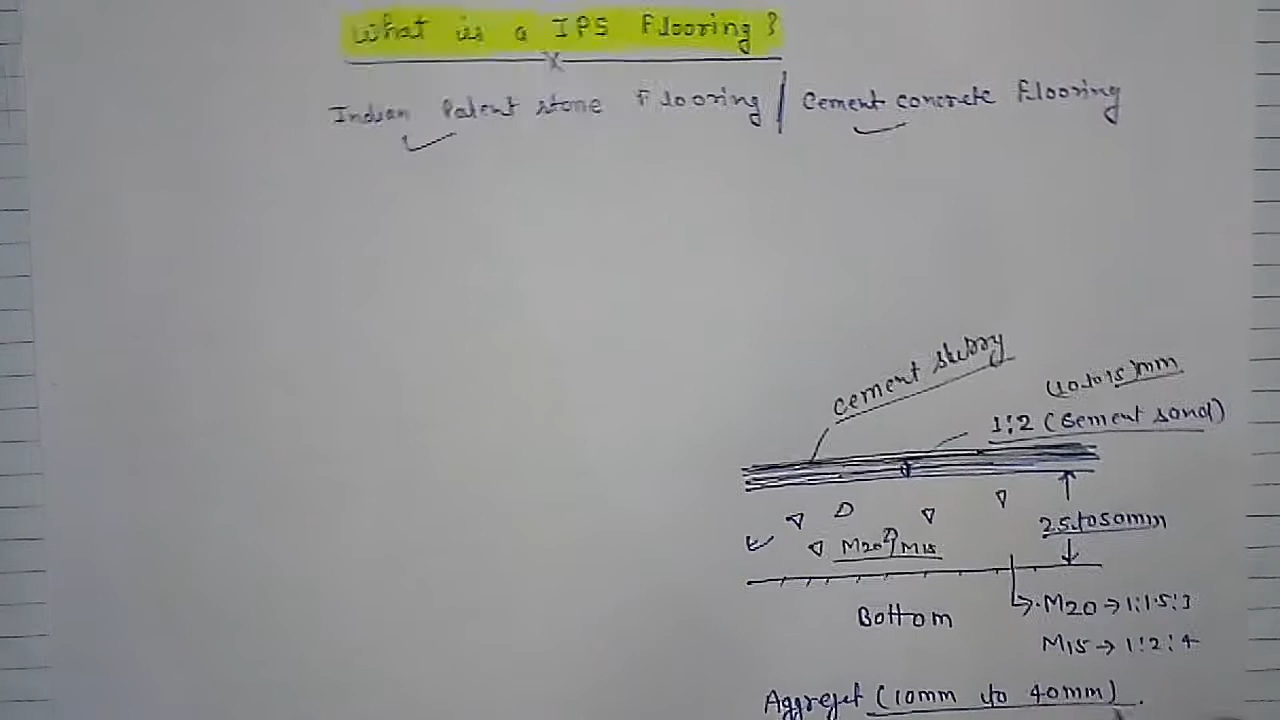 What is a IPS Flooring?
Indian Patent stone Flooring / Cement concrete Flooring
cement slurry
(10 to 15) mm
1:2 (cement sand)
25 to 50mm
M20 / M15
Bottom
M20 → 1:1.5:3
M15 → 1:2:4
Aggrejet (10mm to 40mm).